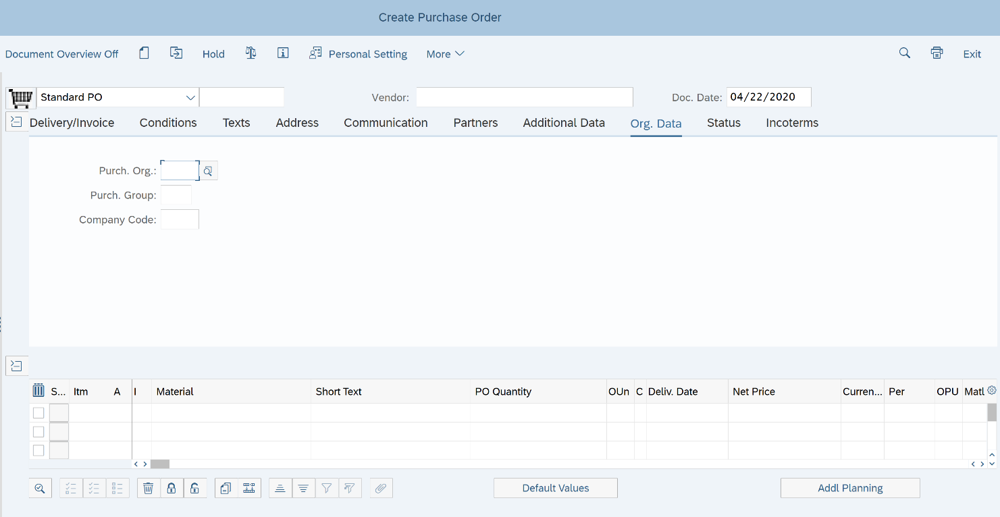 Create Purchase Order
Document Overview Off Hold Personal Setting More Exit
Standard PO Vendor: Doc. Date: 04/22/2020
Delivery/Invoice Conditions Texts Address Communication Partners Additional Data Org. Data Status Incoterms
Purch. Org.:
Purch. Group:
Company Code:
S... Itm A I Material Short Text PO Quantity OUn C Deliv. Date Net Price Curren... Per OPU Matl
Default Values Addl Planning